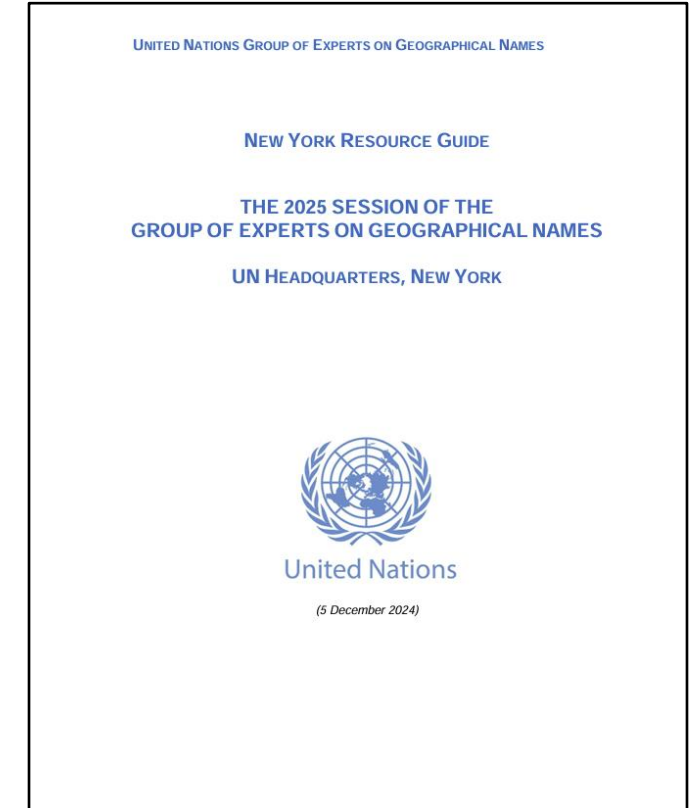 UNITED NATIONS GROUP OF EXPERTS ON GEOGRAPHICAL NAMES
NEW YORK RESOURCE GUIDE
THE 2025 SESSION OF THE
GROUP OF EXPERTS ON GEOGRAPHICAL NAMES
UN HEADQUARTERS, NEW YORK
United Nations
(5 December 2024)